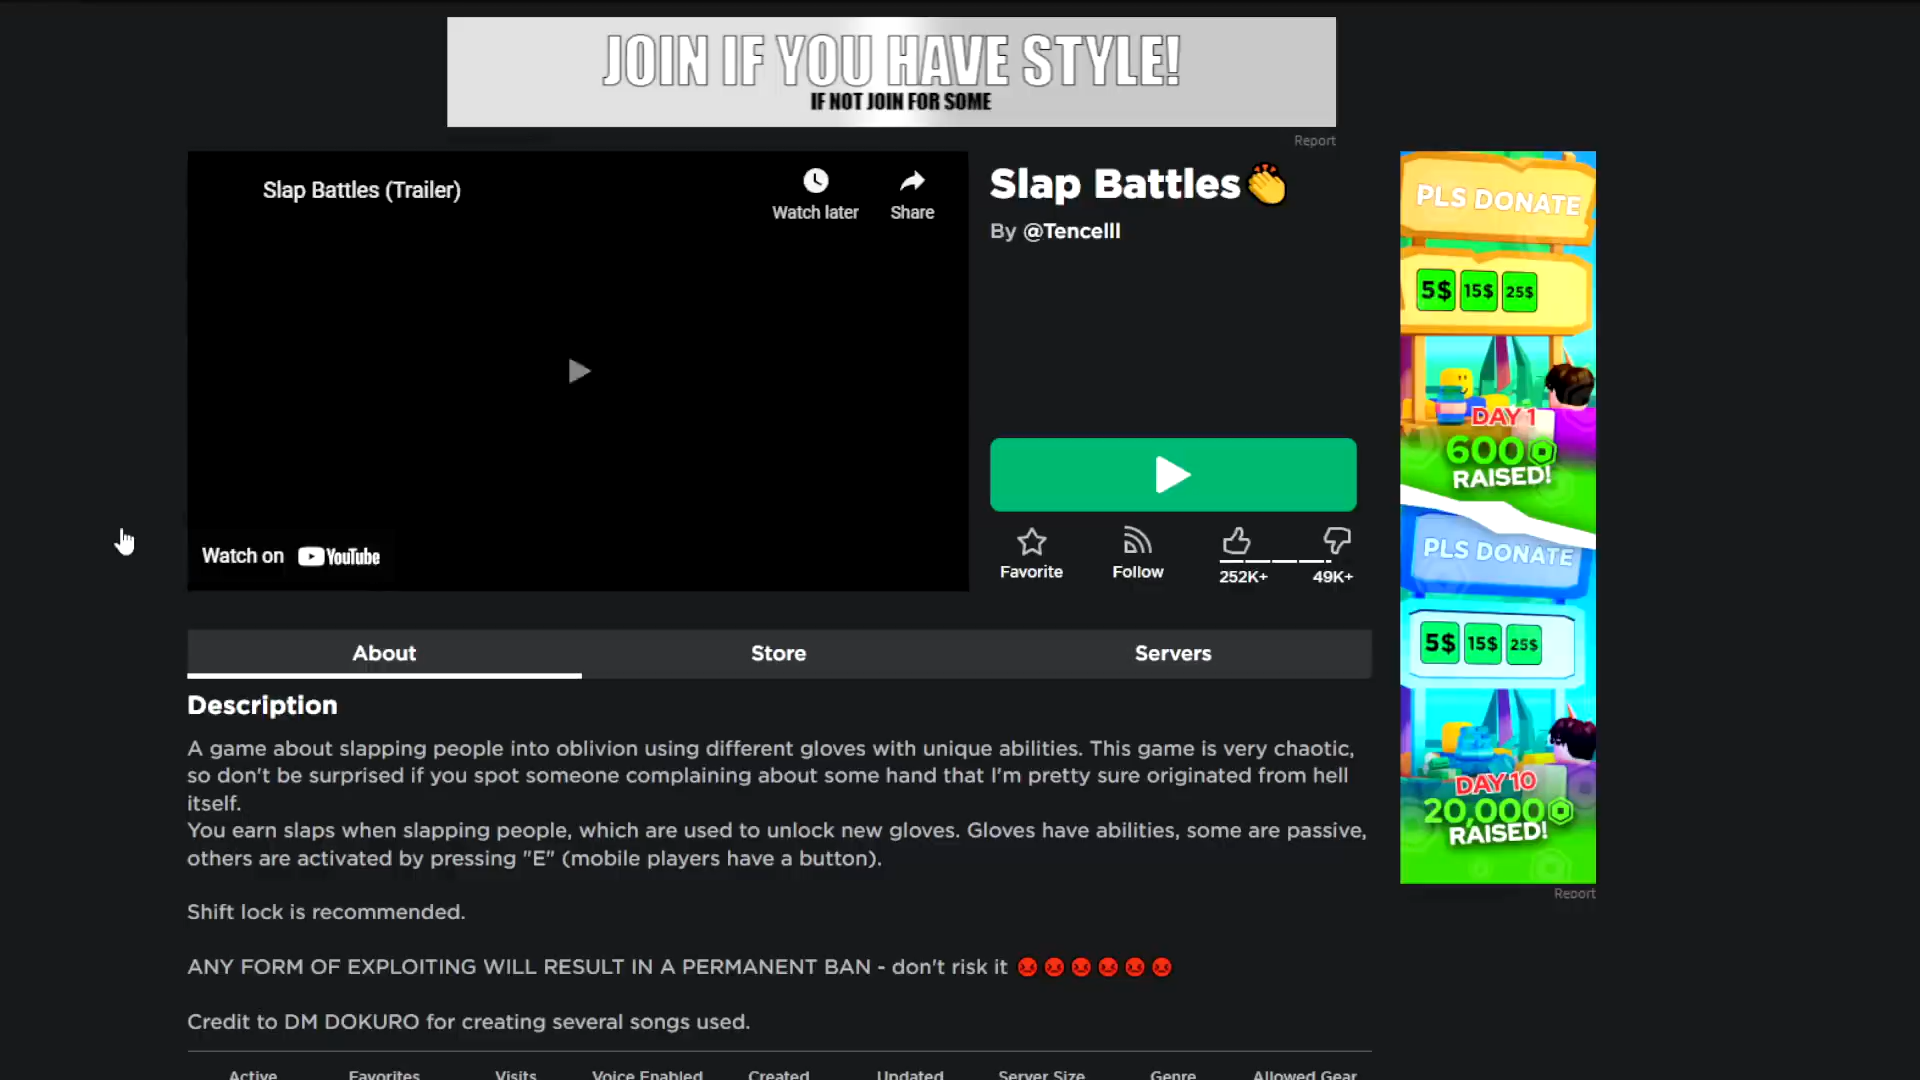 JOIN IF YOU HAVE STYLE!
IF NOT JOIN FOR SOME
Report
Slap Battles (Trailer)
Watch later
Share
Watch on YouTube
Slap Battles👏
By @Tencelll
Favorite
Follow
252K+
49K+
PLS DONATE
5$ 15$ 25$
DAY 1
600
RAISED!
PLS DONATE
5$ 15$ 25$
DAY 10
20,000
RAISED!
Report
About
Store
Servers
Description
A game about slapping people into oblivion using different gloves with unique abilities. This game is very chaotic,
so don't be surprised if you spot someone complaining about some hand that I'm pretty sure originated from hell
itself.
You earn slaps when slapping people, which are used to unlock new gloves. Gloves have abilities, some are passive,
others are activated by pressing "E" (mobile players have a button).
Shift lock is recommended.
ANY FORM OF EXPLOITING WILL RESULT IN A PERMANENT BAN - don't risk it 😡😡😡😡😡😡
Credit to DM DOKURO for creating several songs used.
Active Favorites Visits Voice Enabled Created Updated Server Size Genre Allowed Gear